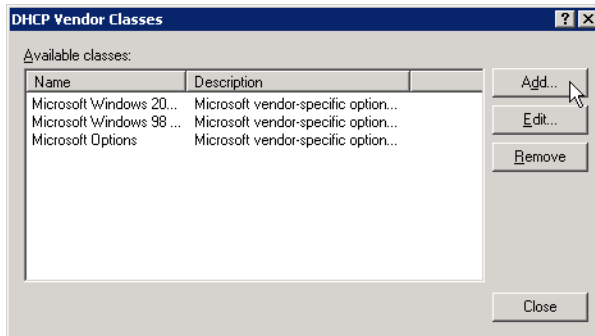 DHCP Vendor Classes
Available classes:
Name Description
Microsoft Windows 20... Microsoft vendor-specific option...
Microsoft Windows 98 ... Microsoft vendor-specific option...
Microsoft Options Microsoft vendor-specific option...
Add...
Edit...
Remove
Close